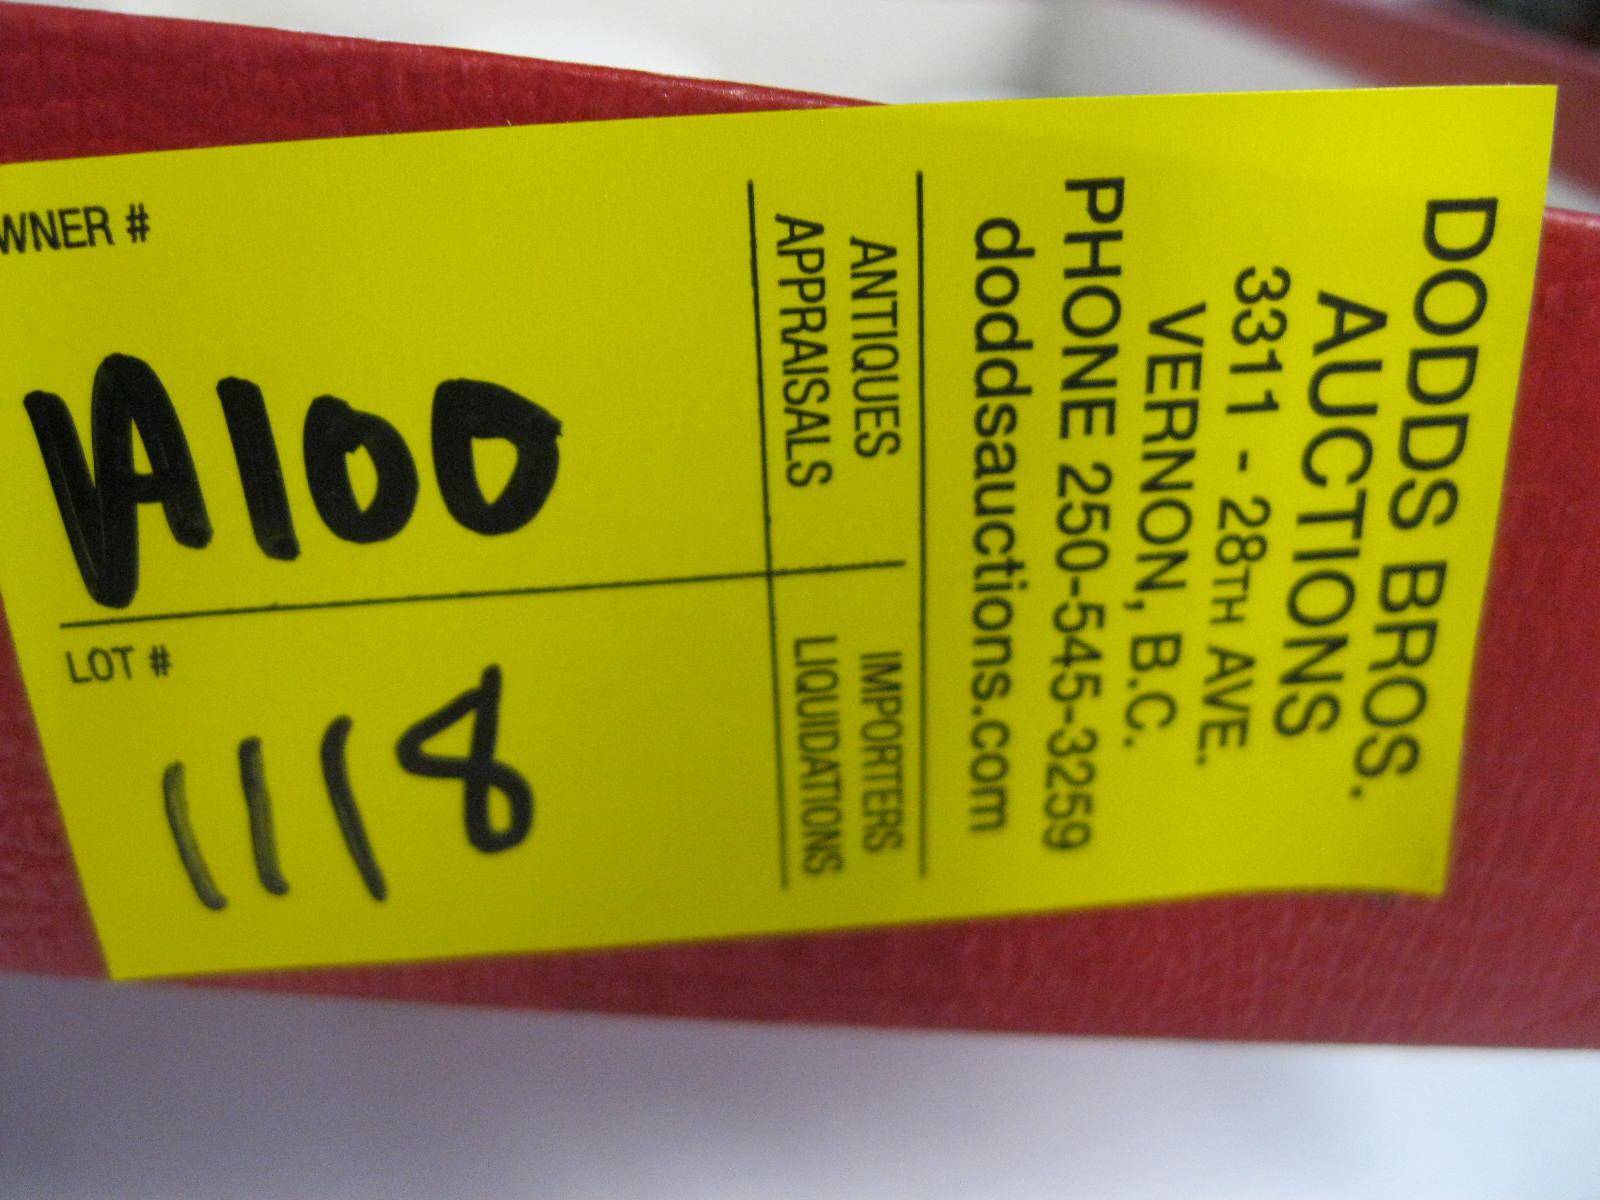 DODDS BROS.
AUCTIONS
3311 - 28TH AVE.
VERNON, B.C.
PHONE 250-545-3259
doddsauctions.com
ANTIQUES IMPORTERS
APPRAISALS LIQUIDATIONS
WNER #
A100
LOT #
1118